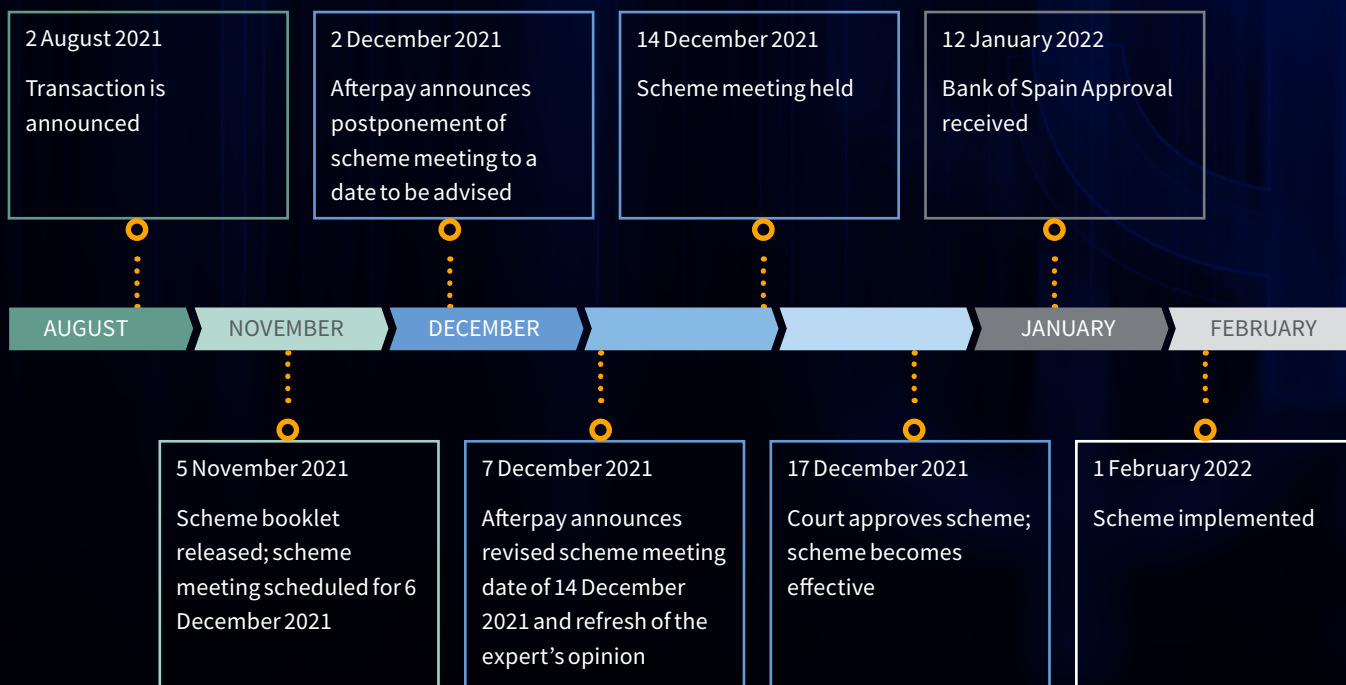 2 August 2021
Transaction is
announced
2 December 2021
Afterpay announces
postponement of
scheme meeting to a
date to be advised
14 December 2021
Scheme meeting held
12 January 2022
Bank of Spain Approval
received
AUGUST
NOVEMBER
DECEMBER
JANUARY
FEBRUARY
5 November 2021
Scheme booklet
released; scheme
meeting scheduled for 6
December 2021
7 December 2021
Afterpay announces
revised scheme meeting
date of 14 December
2021 and refresh of the
expert’s opinion
17 December 2021
Court approves scheme;
scheme becomes
effective
1 February 2022
Scheme implemented